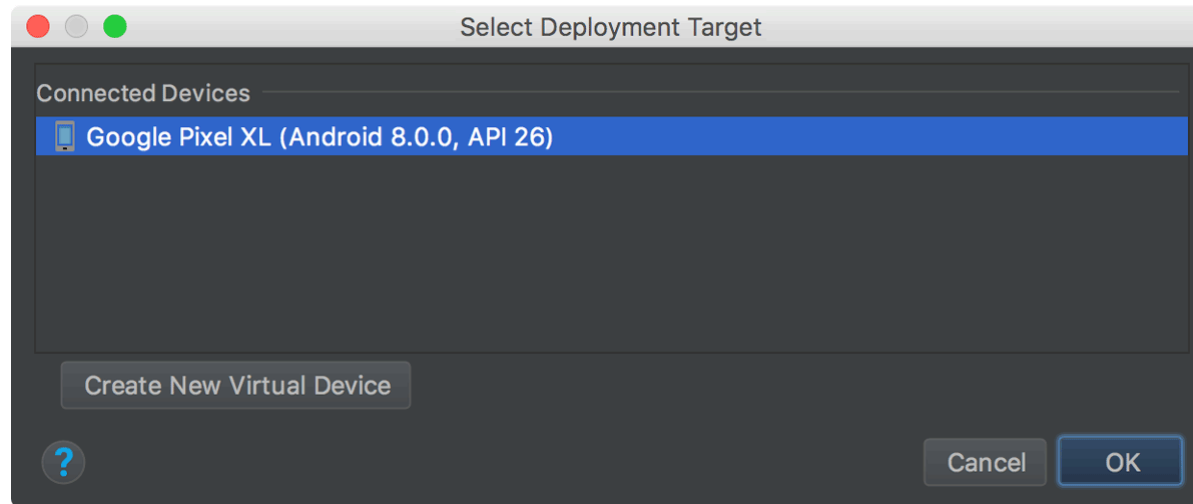 Select Deployment Target
Connected Devices
Google Pixel XL (Android 8.0.0, API 26)
Create New Virtual Device
?
Cancel
OK